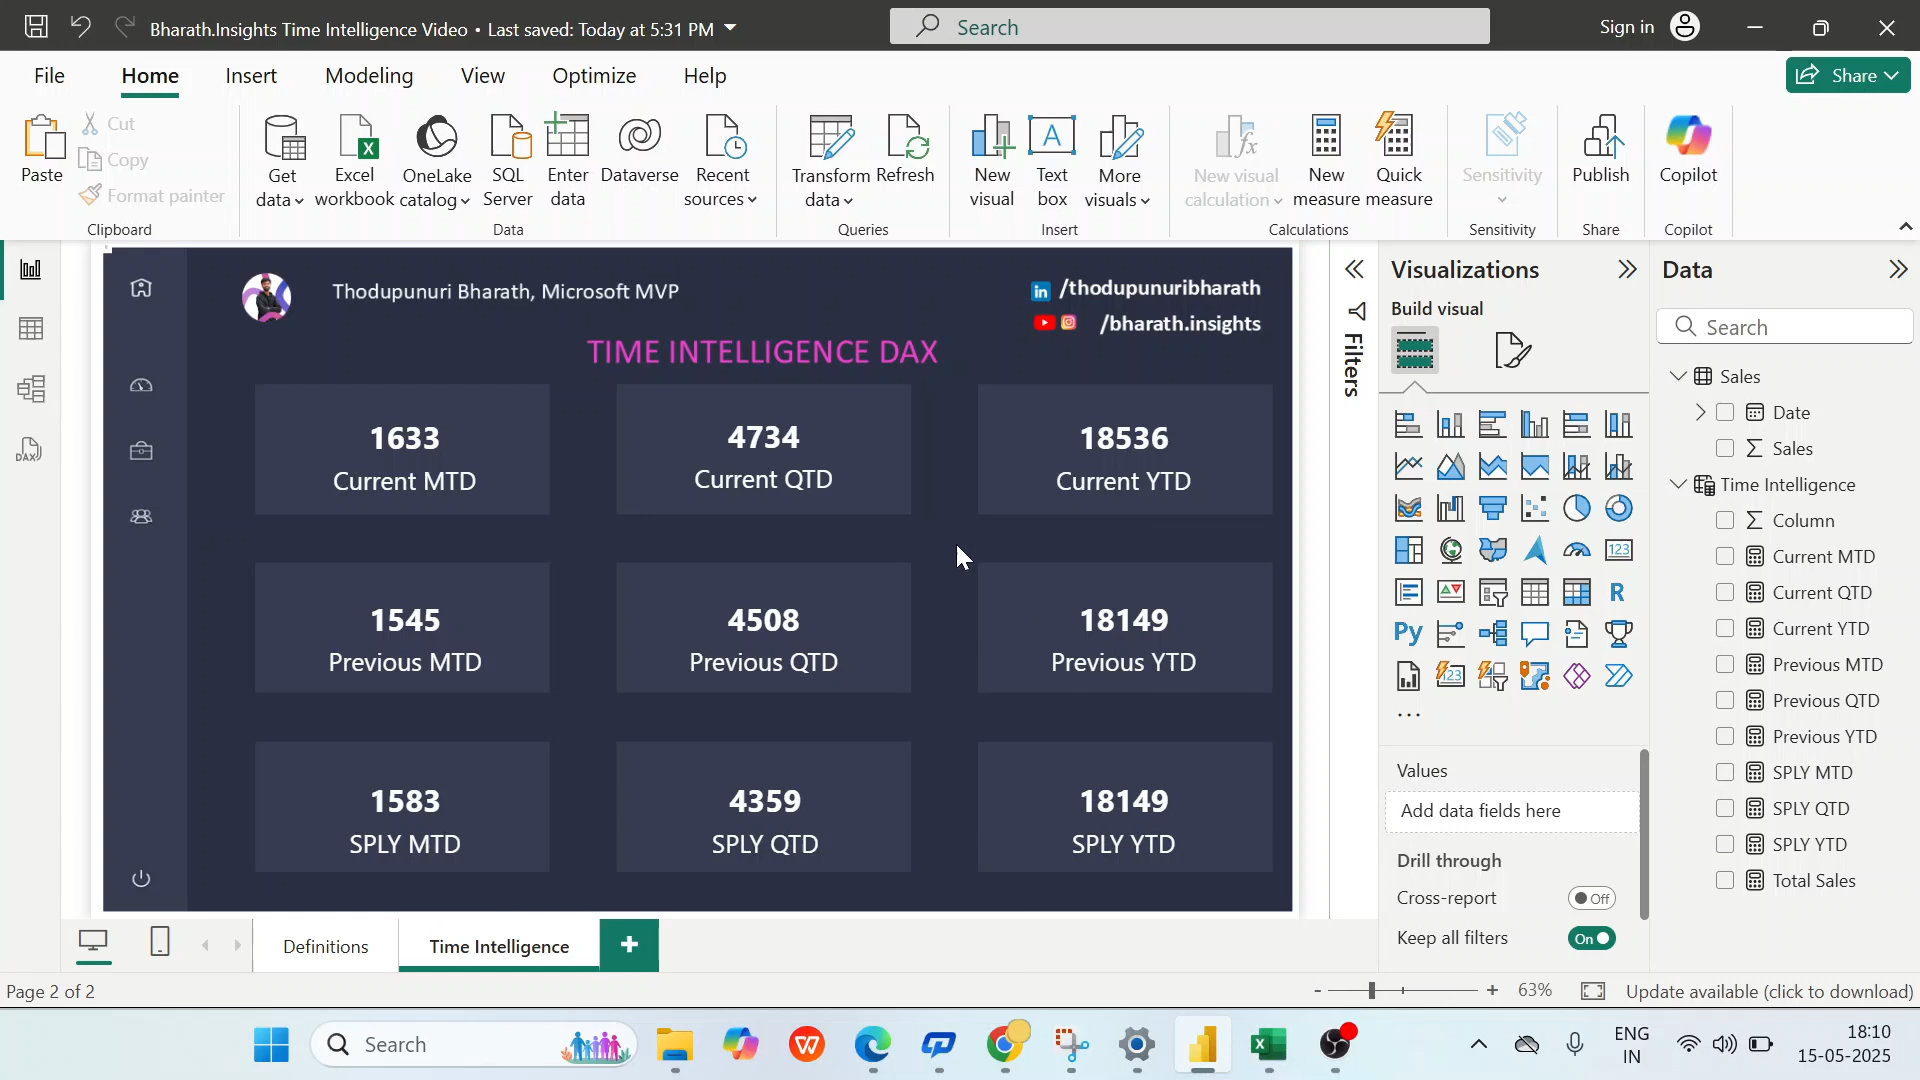 Bharath.Insights Time Intelligence Video • Last saved: Today at 5:31 PM
Search
Sign in
File Home Insert Modeling View Optimize Help
Share
Paste
Cut
Copy
Format painter
Clipboard
Get data
Excel workbook
OneLake catalog
SQL Server
Enter data
Dataverse
Recent sources
Data
Transform data
Refresh
Queries
New visual
Text box
More visuals
Insert
New visual calculation
New measure
Quick measure
Calculations
Sensitivity
Sensitivity
Publish
Share
Copilot
Copilot
Thodupunuri Bharath, Microsoft MVP
in /thodupunuribharath
/bharath.insights
TIME INTELLIGENCE DAX
1633
Current MTD
4734
Current QTD
18536
Current YTD
1545
Previous MTD
4508
Previous QTD
18149
Previous YTD
1583
SPLY MTD
4359
SPLY QTD
18149
SPLY YTD
Filters
Visualizations
Build visual
123
R
Py
123
Values
Add data fields here
Drill through
Cross-report
Off
Keep all filters
On
Data
Search
Sales
Date
Sales
Time Intelligence
Column
Current MTD
Current QTD
Current YTD
Previous MTD
Previous QTD
Previous YTD
SPLY MTD
SPLY QTD
SPLY YTD
Total Sales
DAX
Definitions
Time Intelligence
Page 2 of 2
63%
Update available (click to download)
Search
ENG
IN
18:10
15-05-2025